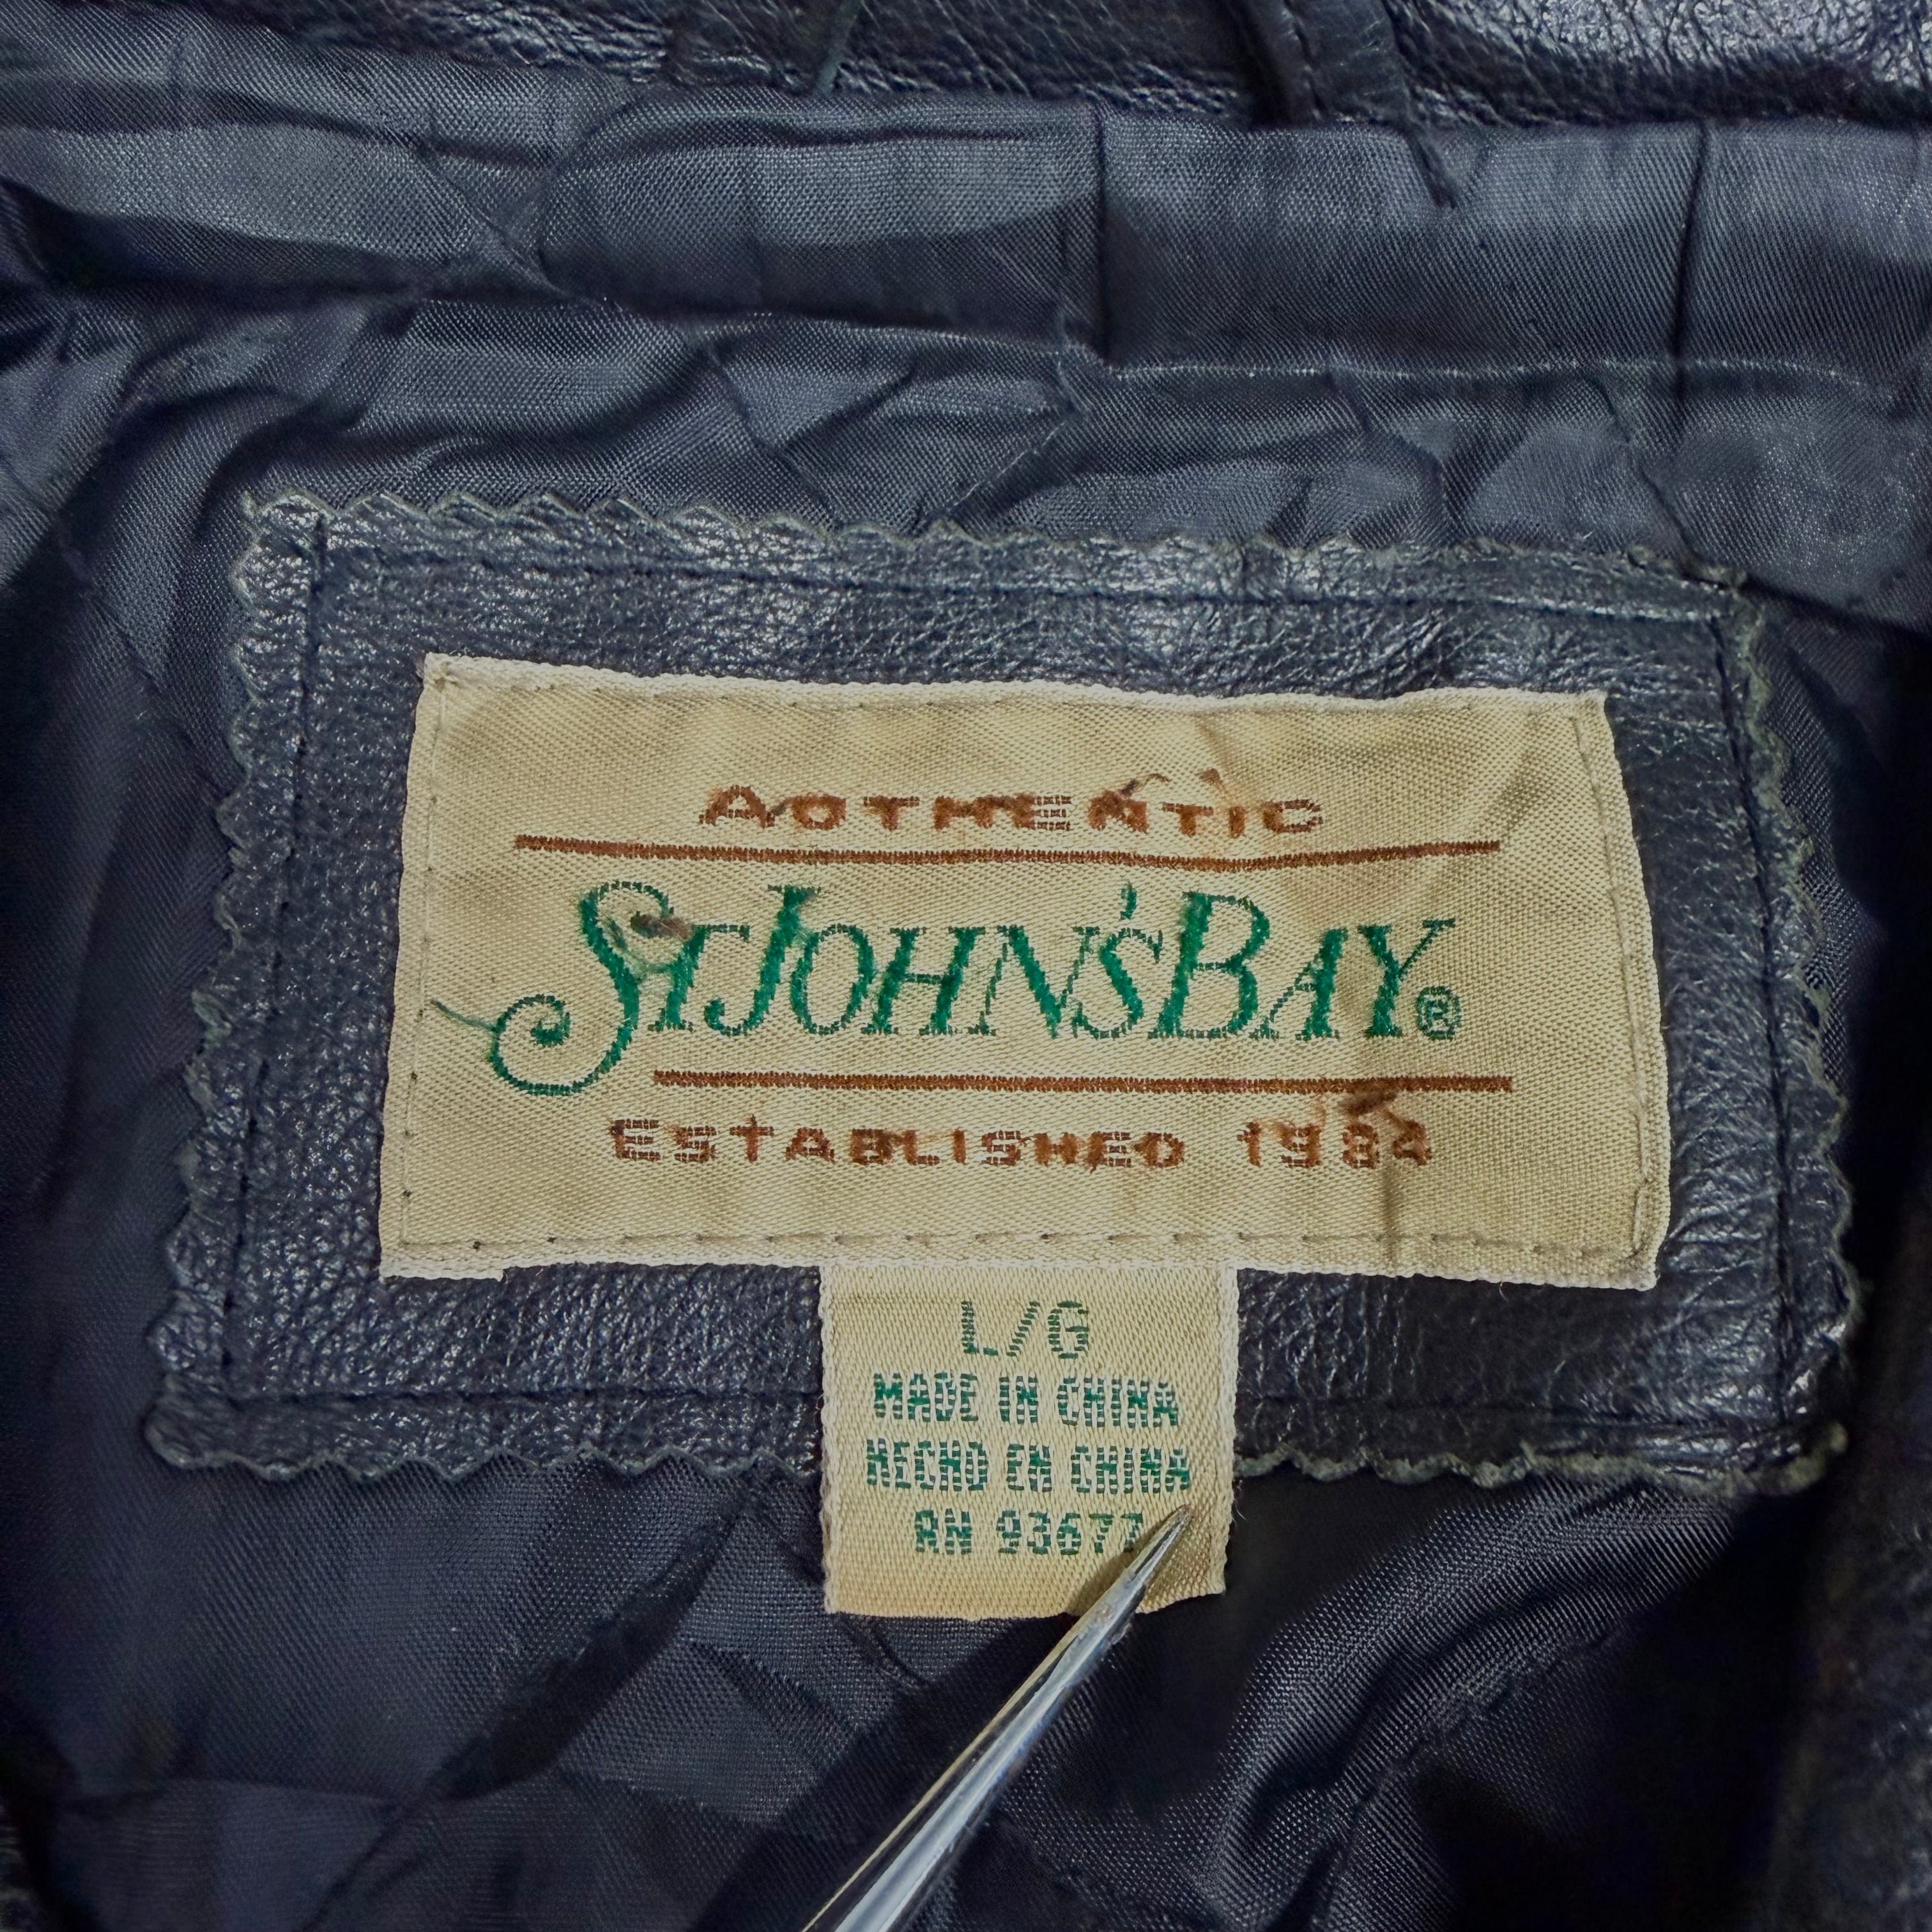 AUTHENTIC
ST JOHN'S BAY®
ESTABLISHED 1984
L/G
MADE IN CHINA
HECHO EN CHINA
RN 93677